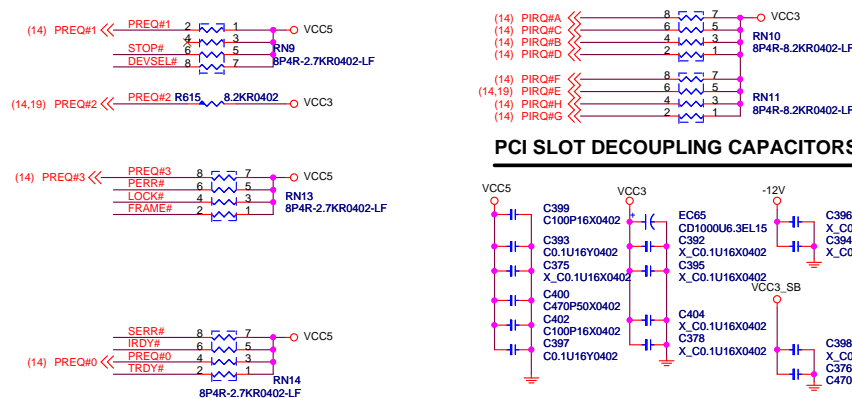 (14) PREQ#1 PREQ#1 2 1 VCC5
4 3
STOP# 6 5 RN9
DEVSEL# 8 7 8P4R-2.7KR0402-LF
(14,19) PREQ#2 PREQ#2 R615 8.2KR0402 VCC3
(14) PREQ#3 PREQ#3 8 7 VCC5
PERR# 6 5
LOCK# 4 3 RN13
FRAME# 2 1 8P4R-2.7KR0402-LF
SERR# 8 7 VCC5
IRDY# 6 5
(14) PREQ#0 PREQ#0 4 3
TRDY# 2 1 RN14
8P4R-2.7KR0402-LF
(14) PIRQ#A 8 7 VCC3
(14) PIRQ#C 6 5
(14) PIRQ#B 4 3 RN10
(14) PIRQ#D 2 1 8P4R-8.2KR0402-LF
(14) PIRQ#F 8 7
(14,19) PIRQ#E 6 5
(14) PIRQ#H 4 3 RN11
(14) PIRQ#G 2 1 8P4R-8.2KR0402-LF
PCI SLOT DECOUPLING CAPACITORS
VCC5
C399
C100P16X0402
C393
C0.1U16Y0402
C375
X_C0.1U16X0402
C400
C470P50X0402
C402
C100P16X0402
C397
C0.1U16Y0402
VCC3
+
EC65
CD1000U6.3EL15
C392
X_C0.1U16X0402
C395
X_C0.1U16X0402
C404
X_C0.1U16X0402
C378
X_C0.1U16X0402
-12V
C396
X_C0
C394
X_C0
VCC3_SB
C398
X_C0
C376
C470